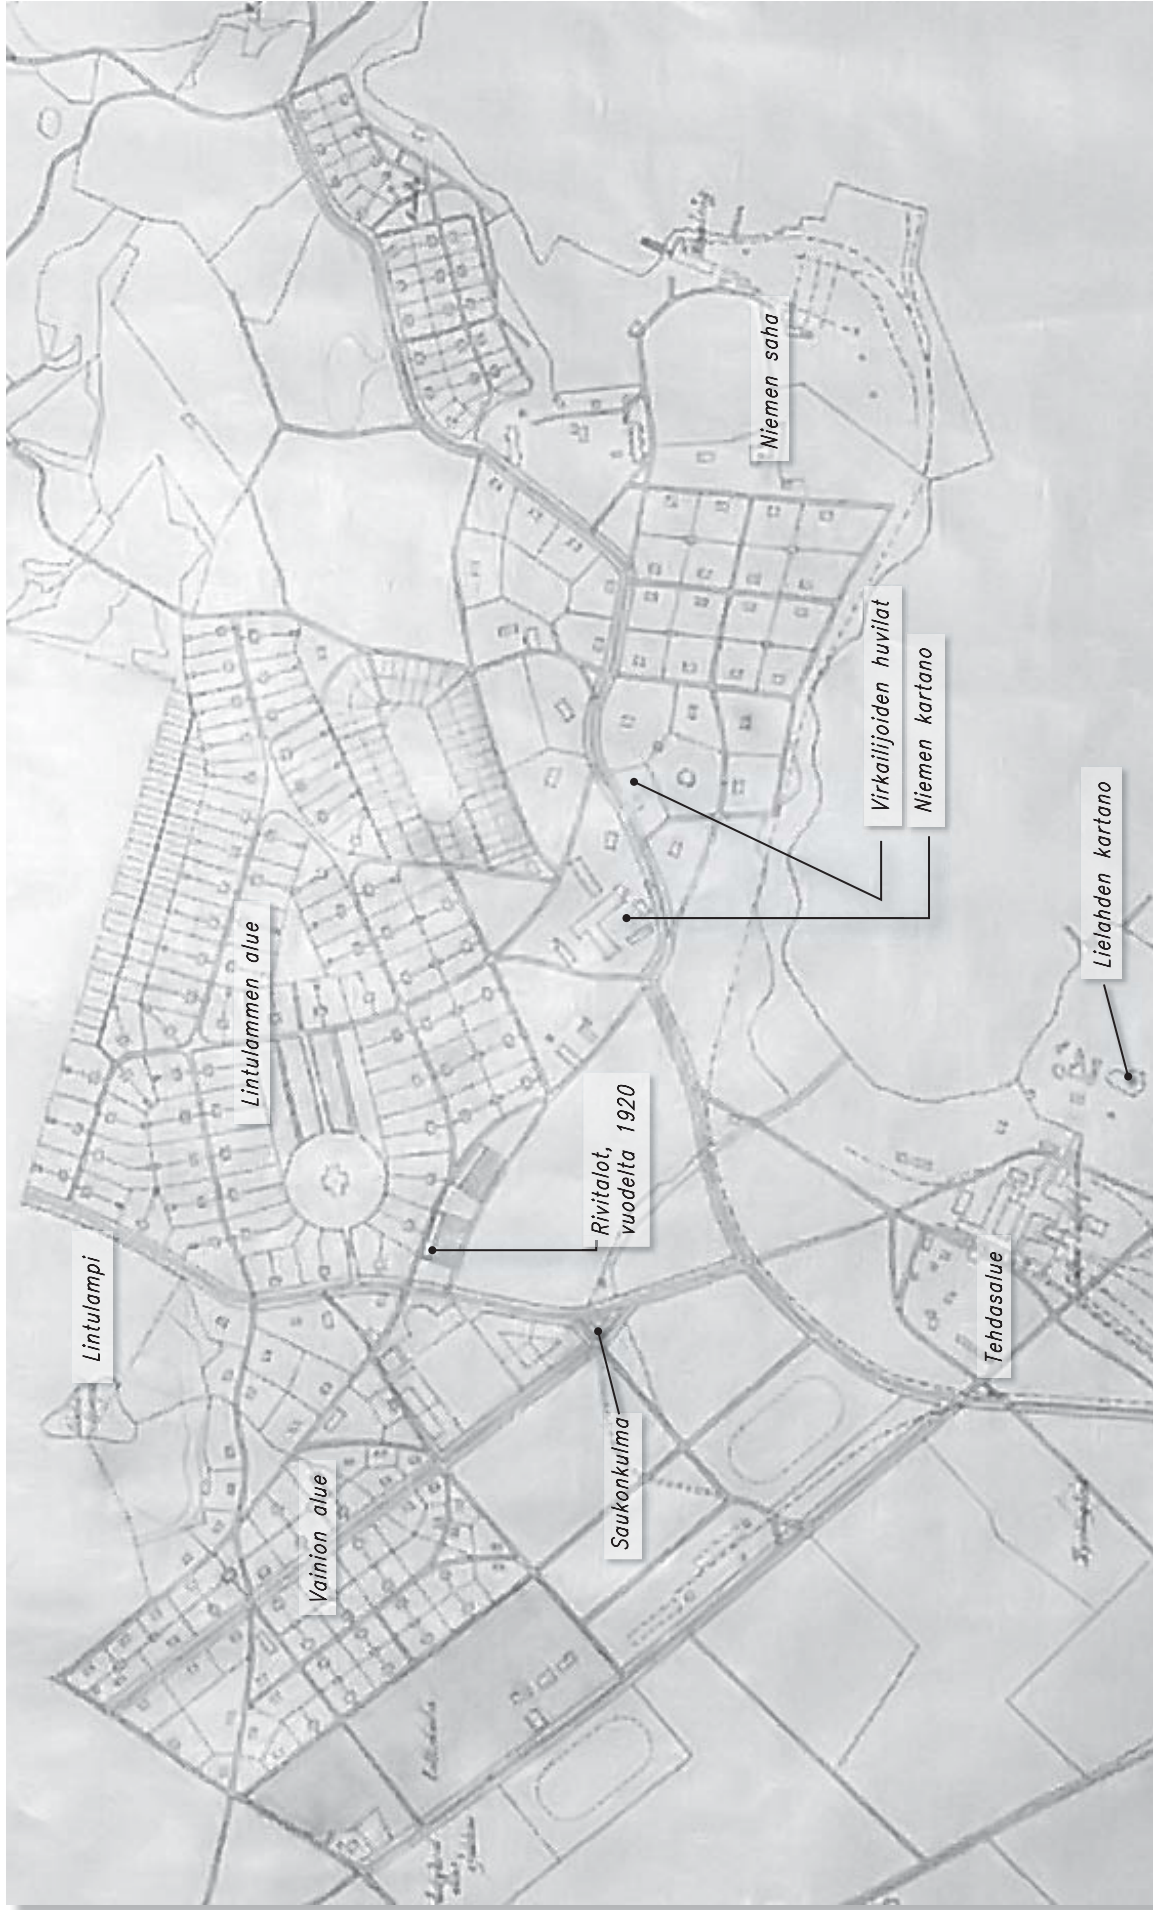 Lintulampi
Lintulammen alue
Vainion alue
Rivitalot,
vuodelta 1920
Saukonkulma
Niemen saha
Virkailijoiden huvilat
Niemen kartano
Lielahden kartano
Tehdasalue